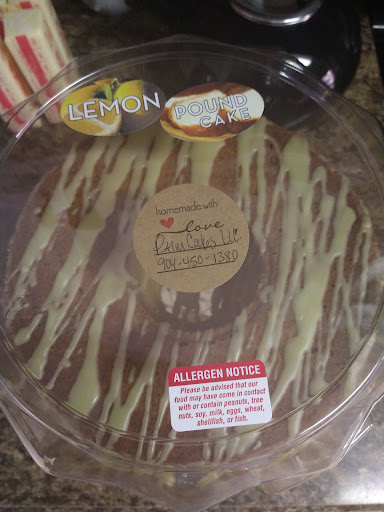 LEMON
POUND
CAKE
homemade with
love
904-450-1380
ALLERGEN NOTICE
Please be advised that our
food may have come in contact
with or contain peanuts, tree
nuts, soy, milk, eggs, wheat,
shellfish, or fish.